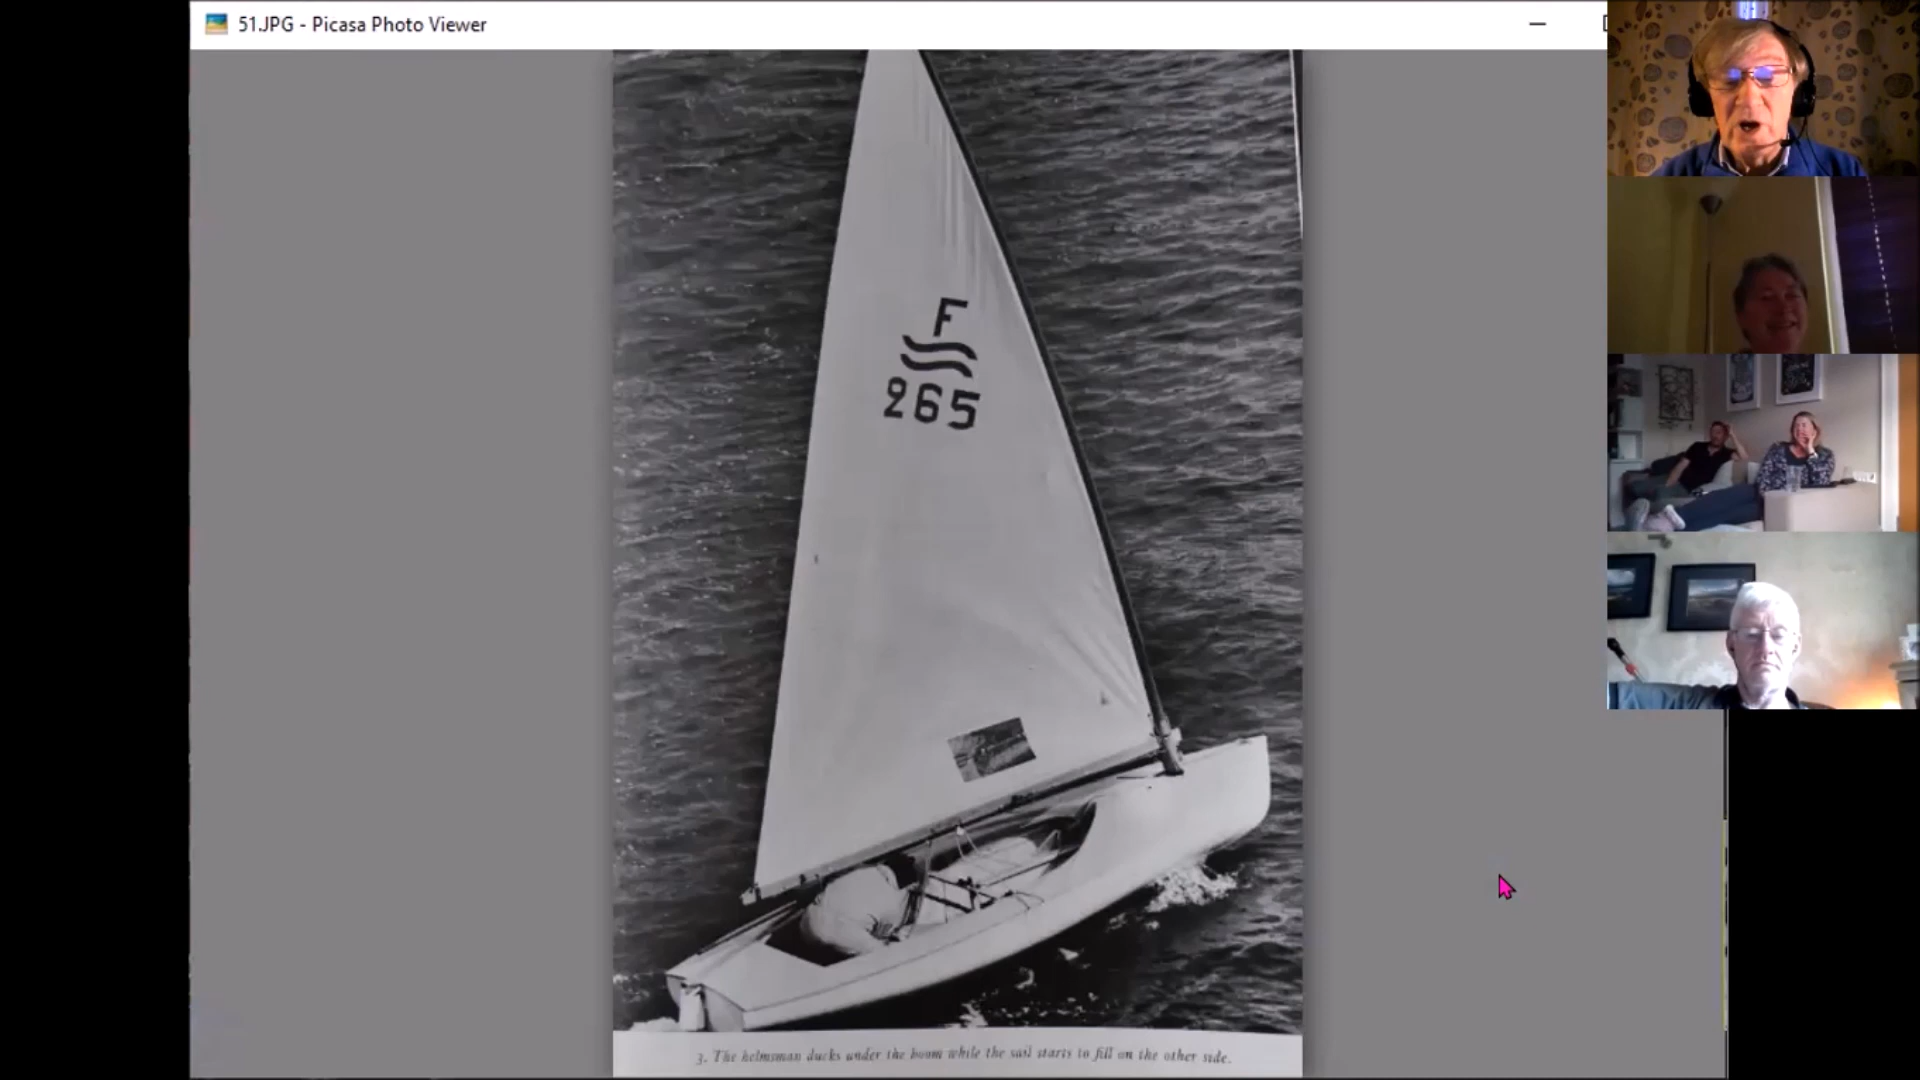 51.JPG - Picasa Photo Viewer
F
265
3. The helmsman ducks under the boom while the sail starts to fill on the other side.